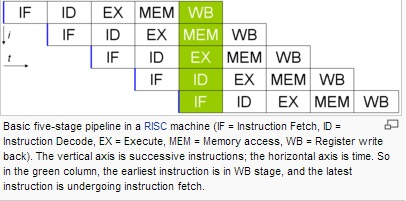 IF ID EX MEM WB
i IF ID EX MEM WB
t IF ID EX MEM WB
IF ID EX MEM WB
IF ID EX MEM WB
Basic five-stage pipeline in a RISC machine (IF = Instruction Fetch, ID =
Instruction Decode, EX = Execute, MEM = Memory access, WB = Register write
back). The vertical axis is successive instructions; the horizontal axis is time. So
in the green column, the earliest instruction is in WB stage, and the latest
instruction is undergoing instruction fetch.